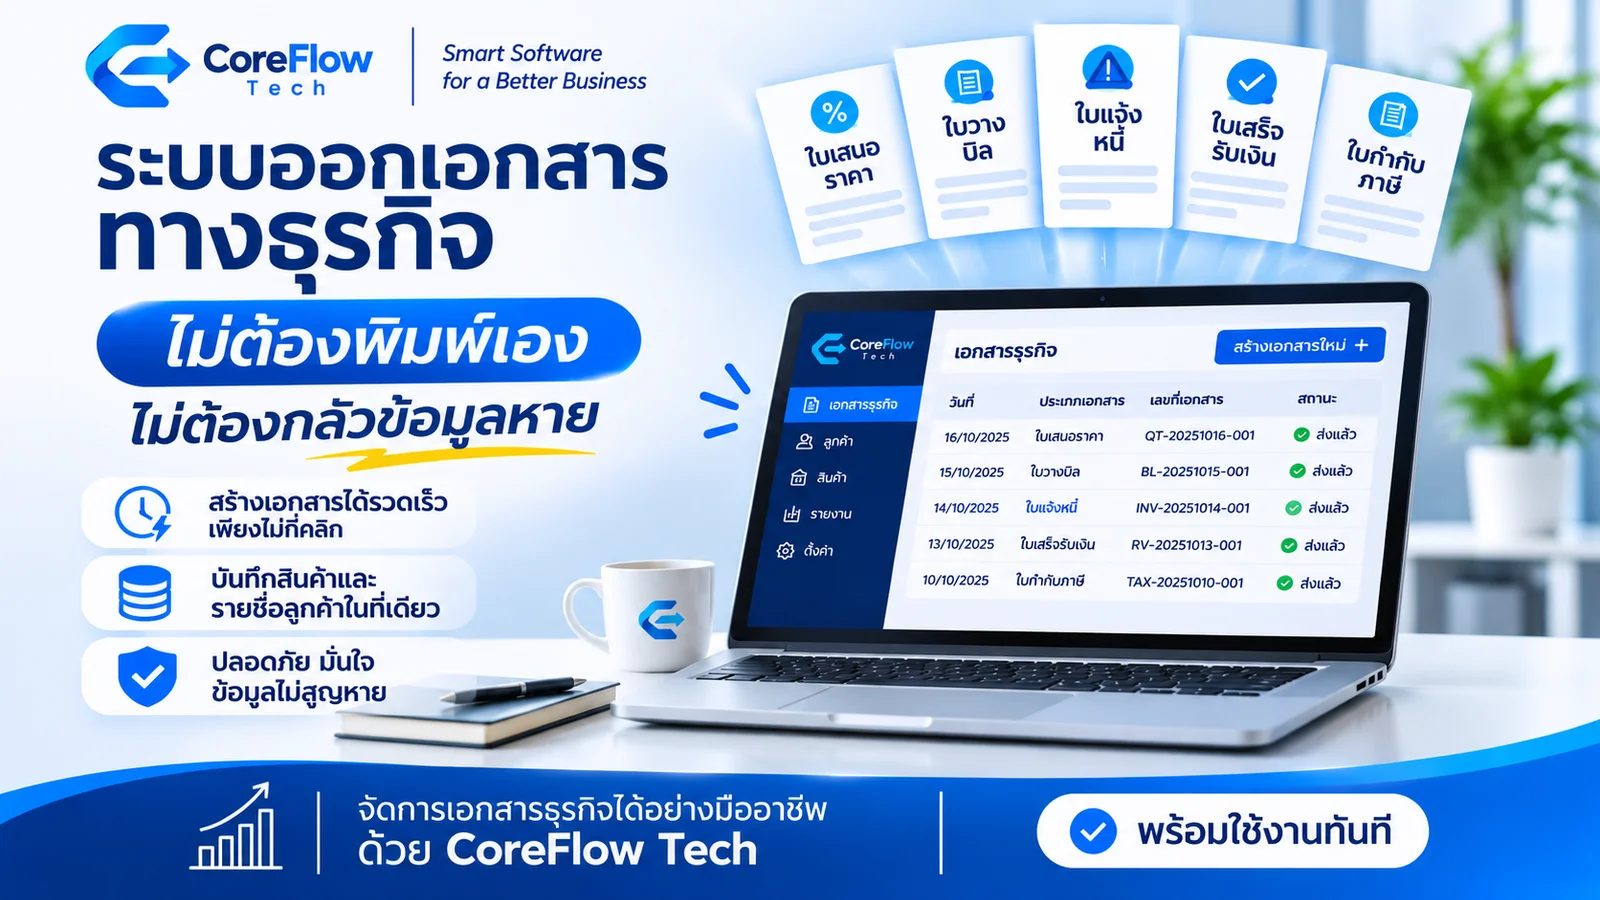 CoreFlow
Tech
Smart Software
for a Better Business
ระบบออกเอกสาร
ทางธุรกิจ
ไม่ต้องพิมพ์เอง
ไม่ต้องกลัวข้อมูลหาย
สร้างเอกสารได้รวดเร็ว
เพียงไม่กี่คลิก
บันทึกสินค้าและ
รายชื่อลูกค้าในที่เดียว
ปลอดภัย มั่นใจ
ข้อมูลไม่สูญหาย
%
ใบเสนอ
ราคา
ใบวาง
บิล
ใบแจ้ง
หนี้
ใบเสร็จ
รับเงิน
ใบกำกับ
ภาษี
CoreFlow
Tech
เอกสารธุรกิจ
ลูกค้า
สินค้า
รายงาน
ตั้งค่า
เอกสารธุรกิจ
สร้างเอกสารใหม่ +
วันที่ ประเภทเอกสาร เลขที่เอกสาร สถานะ
16/10/2025 ใบเสนอราคา QT-20251016-001 ส่งแล้ว
15/10/2025 ใบวางบิล BL-20251015-001 ส่งแล้ว
14/10/2025 ใบแจ้งหนี้ INV-20251014-001 ส่งแล้ว
13/10/2025 ใบเสร็จรับเงิน RV-20251013-001 ส่งแล้ว
10/10/2025 ใบกำกับภาษี TAX-20251010-001 ส่งแล้ว
จัดการเอกสารธุรกิจได้อย่างมืออาชีพ
ด้วย CoreFlow Tech
พร้อมใช้งานทันที